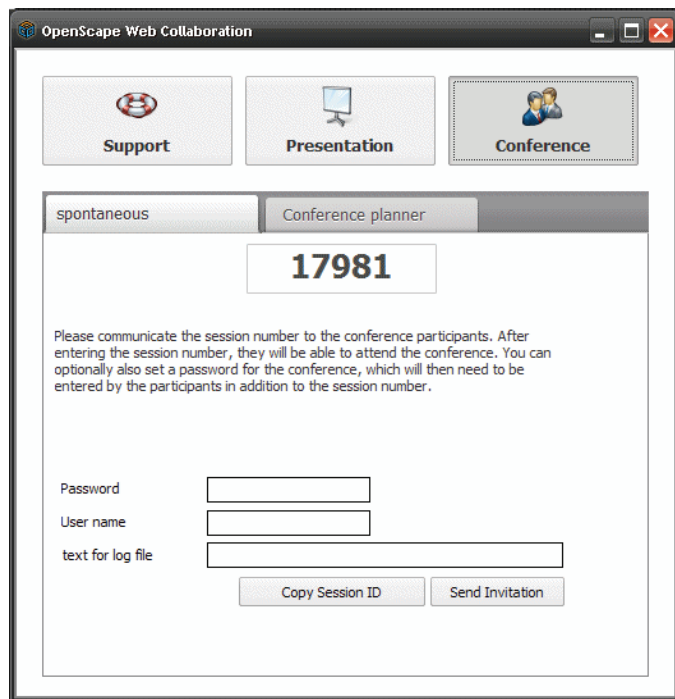 OpenScape Web Collaboration
Support
Presentation
Conference
spontaneous
Conference planner
17981
Please communicate the session number to the conference participants. After
entering the session number, they will be able to attend the conference. You can
optionally also set a password for the conference, which will then need to be
entered by the participants in addition to the session number.
Password
User name
text for log file
Copy Session ID
Send Invitation